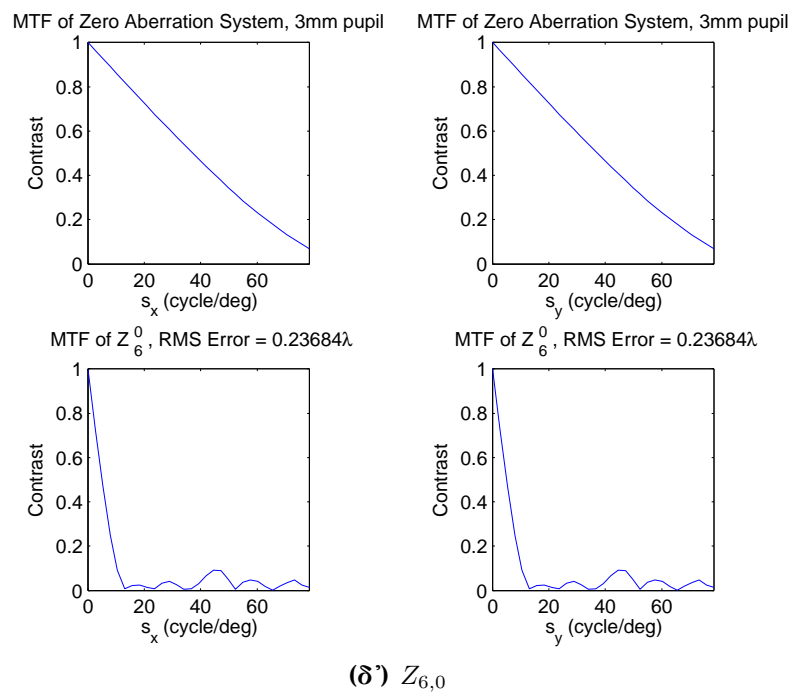 MTF of Zero Aberration System, 3mm pupil
1
0.8
0.6
0.4
0.2
0
Contrast
0 20 40 60
s_x (cycle/deg)
MTF of Zero Aberration System, 3mm pupil
1
0.8
0.6
0.4
0.2
0
Contrast
0 20 40 60
s_y (cycle/deg)
MTF of Z_6^0, RMS Error = 0.23684λ
1
0.8
0.6
0.4
0.2
0
Contrast
0 20 40 60
s_x (cycle/deg)
MTF of Z_6^0, RMS Error = 0.23684λ
1
0.8
0.6
0.4
0.2
0
Contrast
0 20 40 60
s_y (cycle/deg)
(δ') Z_{6,0}